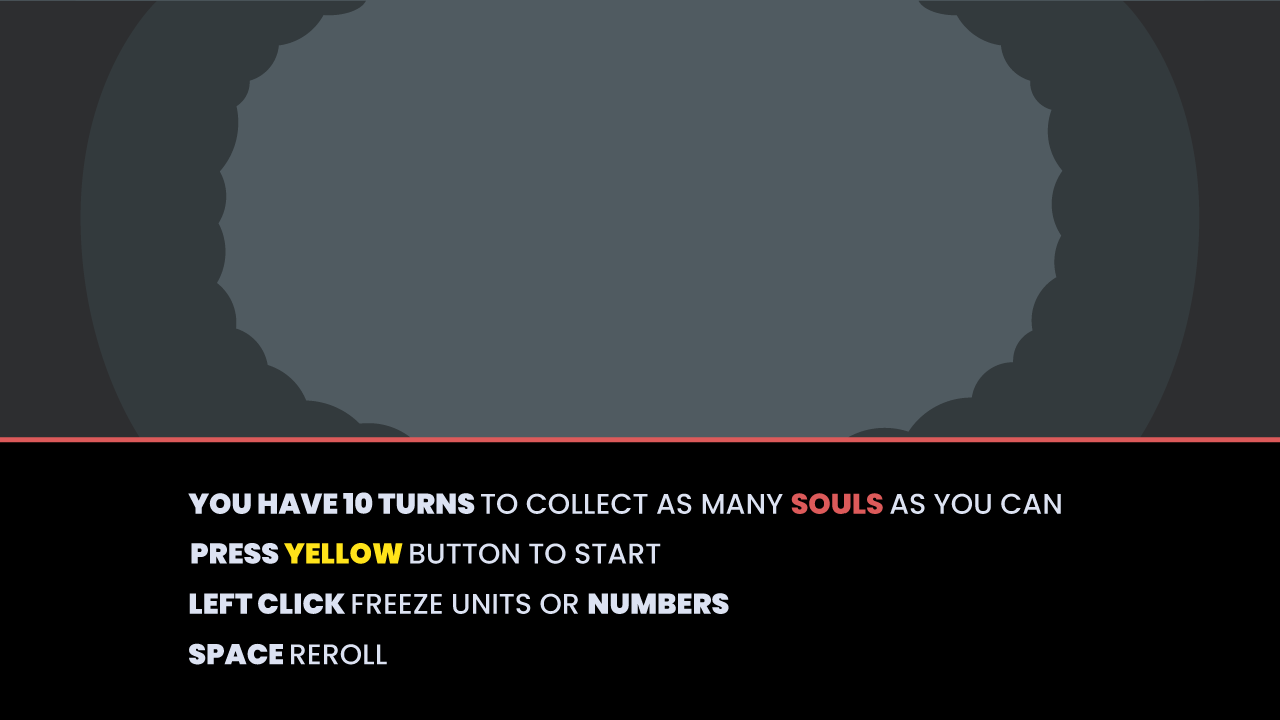 YOU HAVE 10 TURNS TO COLLECT AS MANY SOULS AS YOU CAN
PRESS YELLOW BUTTON TO START
LEFT CLICK FREEZE UNITS OR NUMBERS
SPACE REROLL